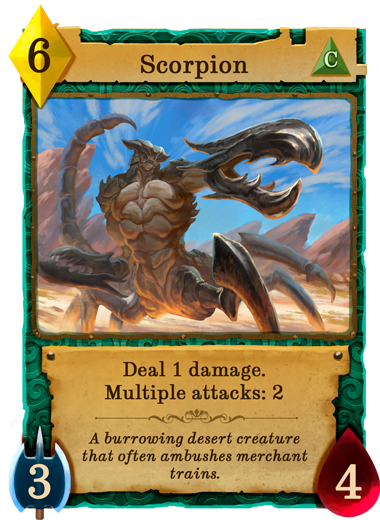 6
Scorpion
C
Deal 1 damage.
Multiple attacks: 2
A burrowing desert creature
that often ambushes merchant
trains.
3
4